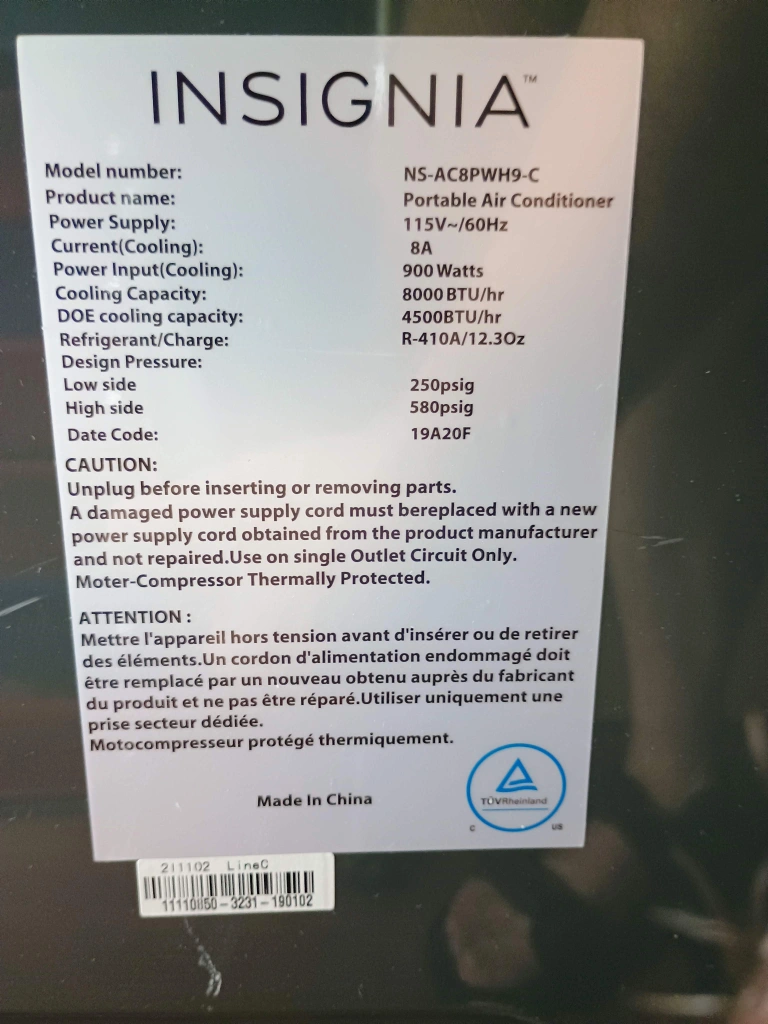 INSIGNIA™
Model number: NS-AC8PWH9-C
Product name: Portable Air Conditioner
Power Supply: 115V~/60Hz
Current(Cooling): 8A
Power Input(Cooling): 900 Watts
Cooling Capacity: 8000 BTU/hr
DOE cooling capacity: 4500BTU/hr
Refrigerant/Charge: R-410A/12.3Oz
Design Pressure:
Low side 250psig
High side 580psig
Date Code: 19A20F
CAUTION:
Unplug before inserting or removing parts.
A damaged power supply cord must bereplaced with a new
power supply cord obtained from the product manufacturer
and not repaired.Use on single Outlet Circuit Only.
Moter-Compressor Thermally Protected.
ATTENTION :
Mettre l'appareil hors tension avant d'insérer ou de retirer
des éléments.Un cordon d'alimentation endommagé doit
être remplacé par un nouveau obtenu auprès du fabricant
du produit et ne pas être réparé.Utiliser uniquement une
prise secteur dédiée.
Motocompresseur protégé thermiquement.
Made In China
TÜVRheinland
C US
211102 LineC
-3231-190102